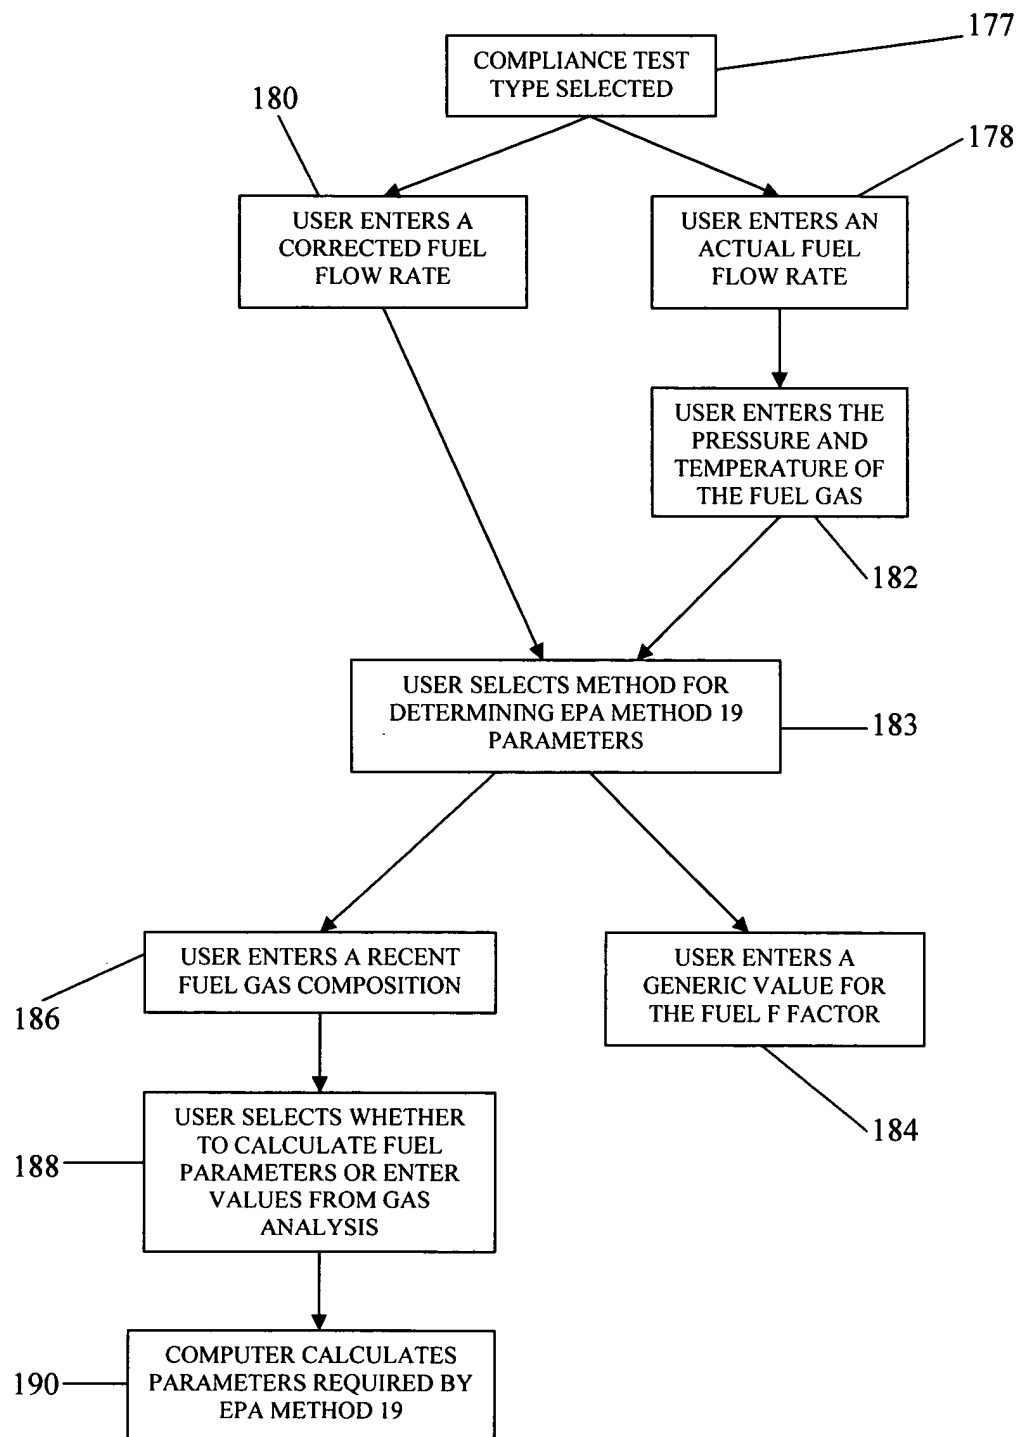 177
COMPLIANCE TEST
TYPE SELECTED
180
178
USER ENTERS A
CORRECTED FUEL
FLOW RATE
USER ENTERS AN
ACTUAL FUEL
FLOW RATE
USER ENTERS THE
PRESSURE AND
TEMPERATURE OF
THE FUEL GAS
182
USER SELECTS METHOD FOR
DETERMINING EPA METHOD 19
PARAMETERS
183
USER ENTERS A RECENT
FUEL GAS COMPOSITION
186
USER ENTERS A
GENERIC VALUE FOR
THE FUEL F FACTOR
184
USER SELECTS WHETHER
TO CALCULATE FUEL
PARAMETERS OR ENTER
VALUES FROM GAS
ANALYSIS
188
COMPUTER CALCULATES
PARAMETERS REQUIRED BY
EPA METHOD 19
190